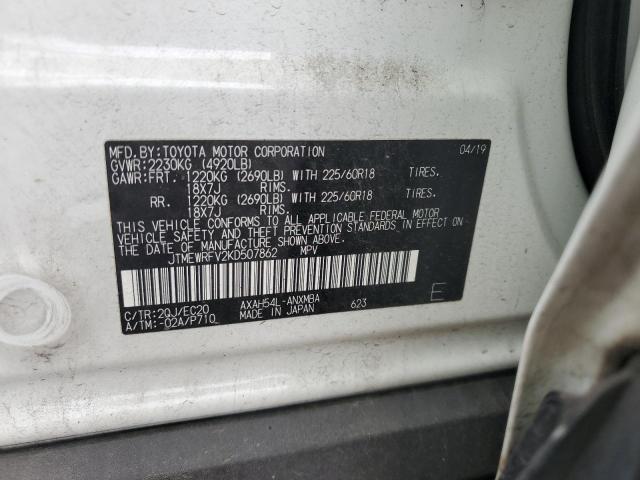 MFD. BY:TOYOTA MOTOR CORPORATION 04/19
GVWR:2230KG (4920LB)
GAWR:FRT. 1220KG (2690LB) WITH 225/60R18 TIRES.
18X7J RIMS.
RR. 1220KG (2690LB) WITH 225/60R18 TIRES.
18X7J RIMS.
THIS VEHICLE CONFORMS TO ALL APPLICABLE FEDERAL MOTOR
VEHICLE SAFETY AND THEFT PREVENTION STANDARDS IN EFFECT ON
THE DATE OF MANUFACTURE SHOWN ABOVE.
JTMEWRFV2KD507862 MPV
C/TR:2QJ/EC20 AXAH54L-ANXMBA 623 E
A/TM:-02A/P710 MADE IN JAPAN